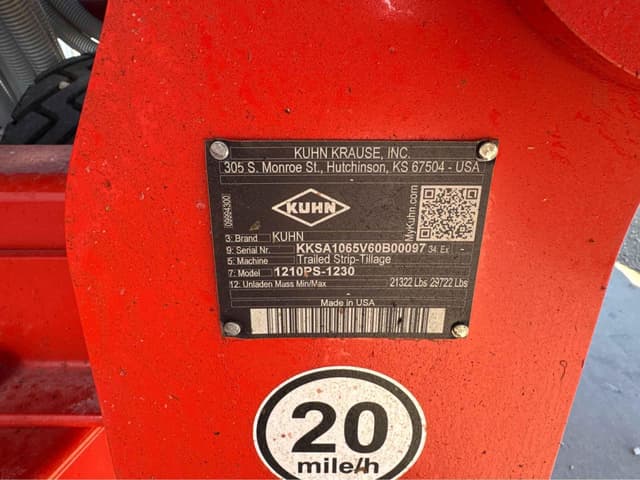 KUHN KRAUSE, INC.
305 S. Monroe St., Hutchinson, KS 67504 - USA
09994300
KUHN
MyKuhn.com
3: Brand KUHN
9: Serial Nr. KKSA1065V60B00097 34. Ex -
5: Machine Trailed Strip-Tillage
7: Model 1210PS-1230
12: Unladen Mass Min/Max 21322 Lbs 29722 Lbs
Made in USA
20
mile/h